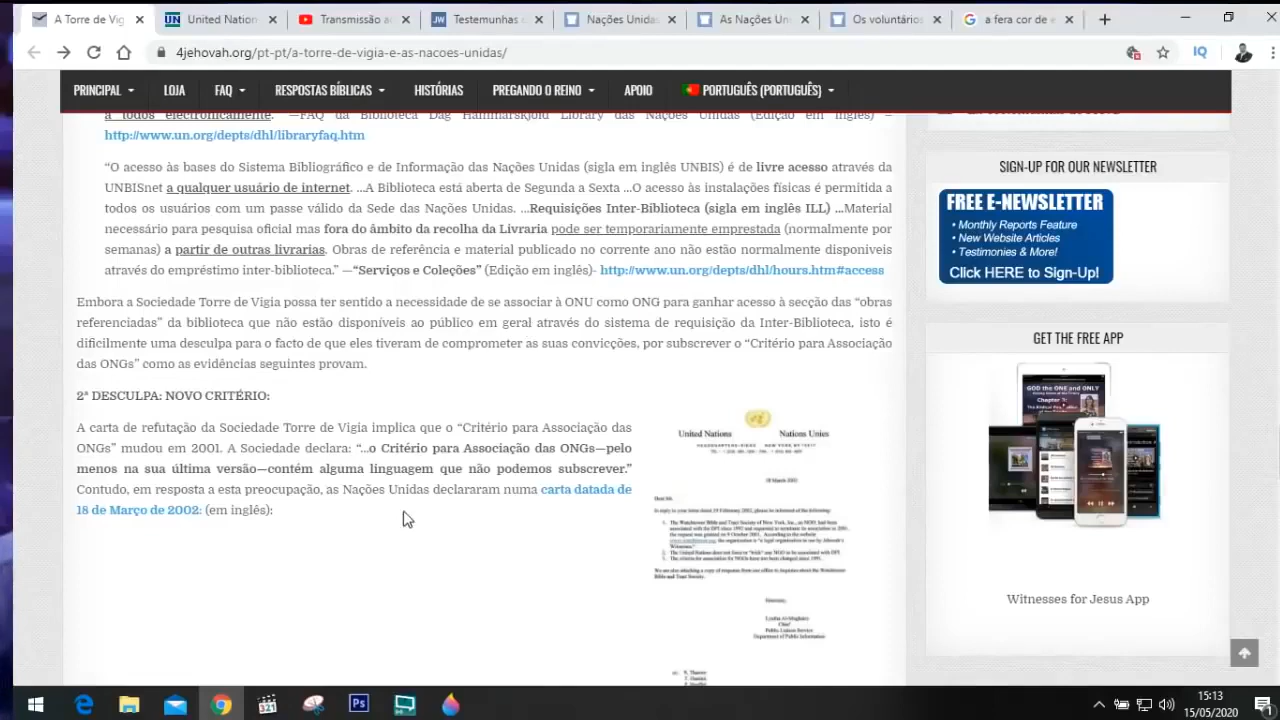 A Torre de Vigia
United Nation
Transmissão ao
Testemunhas d
Nações Unidas
As Nações Un
Os voluntários
a fera cor de e
4jehovah.org/pt-pt/a-torre-de-vigia-e-as-nacoes-unidas/
IQ
PRINCIPAL
LOJA
FAQ
RESPOSTAS BÍBLICAS
HISTÓRIAS
PREGANDO O REINO
APOIO
PORTUGUÊS (PORTUGUÊS)
a todos electronicamente. —FAQ da Biblioteca Dag Hammarskjold Library das Nações Unidas (Edição em inglês) –
http://www.un.org/depts/dhl/libraryfaq.htm
“O acesso às bases do Sistema Bibliográfico e de Informação das Nações Unidas (sigla em inglês UNBIS) é de livre acesso através da
UNBISnet a qualquer usuário de internet. …A Biblioteca está aberta de Segunda a Sexta …O acesso às instalações físicas é permitida a
todos os usuários com um passe válido da sede das Nações Unidas. …Requisições Inter-Biblioteca (sigla em inglês ILL) …Material
necessário para pesquisa oficial dentro do âmbito da recolha da Livraria pode ser temporariamente emprestada (normalmente por
semanas) a partir de outras livrarias. …Obras de referência e material publicado no corrente ano não estão normalmente disponiveis
através do empréstimo inter-biblioteca.” —“Serviços e Coleções” (Edição em inglês)- http://www.un.org/depts/dhl/hours.htm#access
Embora a Sociedade Torre de Vigia possa ter sentido a necessidade de se associar à ONU como ONG para ganhar acesso à secção das “obras
referenciadas” da biblioteca que não estão disponíveis ao público em geral através do sistema de requisição da Inter-Biblioteca, isto é
dificilmente uma desculpa para o facto de que eles tiveram de comprometer as suas convicções, por subscrever o “Critério para Associação
das ONGs” como as evidências seguintes provam.
2ª DESCULPA: NOVO CRITÉRIO:
A carta de refutação da Sociedade Torre de Vigia implica que o “Critério para Associação das
Critério para Associação das ONGs—pelo
menos na sua última versão—contém alguma linguagem que não podemos subscrever.”
Contudo, em resposta a esta preocupação, as Nações Unidas declararam numa carta datada de
18 de Março de 2002: (em inglês):
United Nations
Nations Unies
18 March 2002
SIGN-UP FOR OUR NEWSLETTER
FREE E-NEWSLETTER
• Monthly Reports Feature
• New Website Articles
• Testimonies & More!
Click HERE to Sign-Up!
GET THE FREE APP
GOD the ONE and ONLY
Witnesses for Jesus App
15:13
15/05/2020